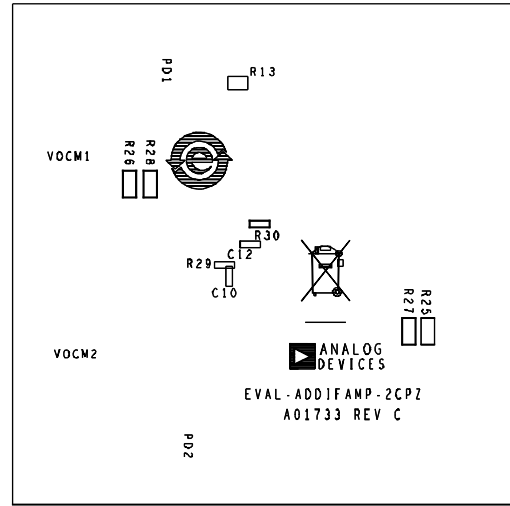 PD1
R13
VOCM1
R26
R28
R30
C12
R29
C10
R27
R25
VOCM2
ANALOG
DEVICES
EVAL-ADDIFAMP-2CPZ
A01733 REV C
PD2